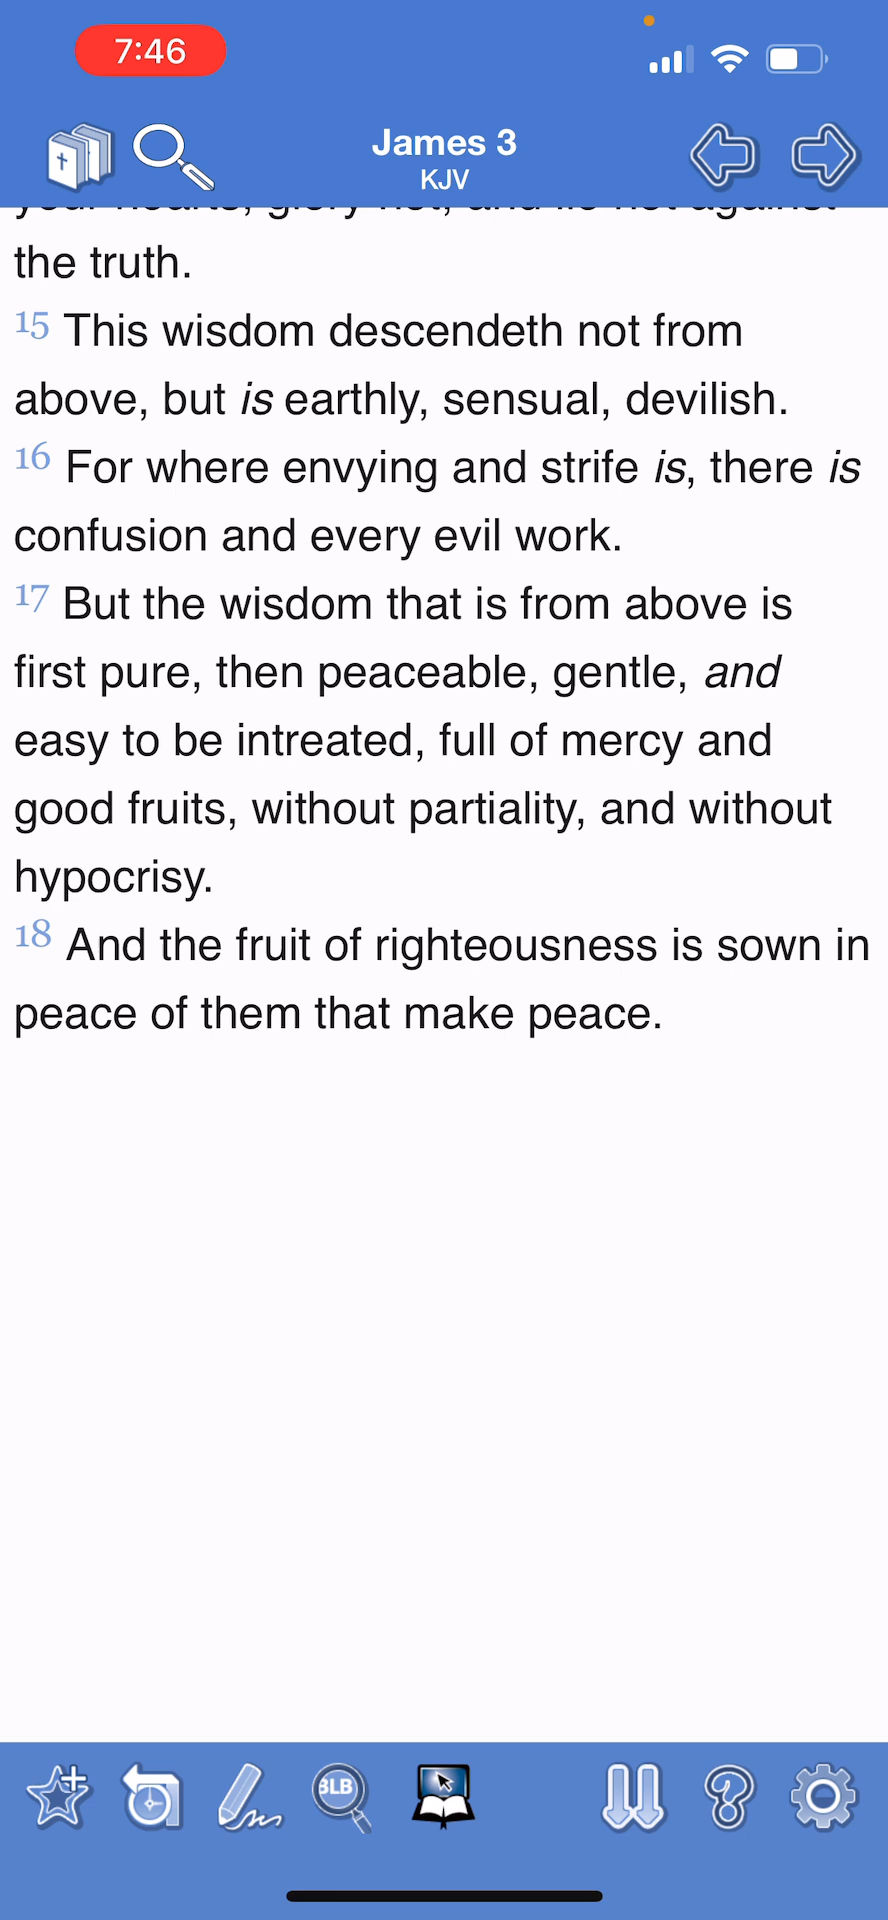 7:46
James 3
KJV
the truth.
15 This wisdom descendeth not from
above, but is earthly, sensual, devilish.
16 For where envying and strife is, there is
confusion and every evil work.
17 But the wisdom that is from above is
first pure, then peaceable, gentle, and
easy to be intreated, full of mercy and
good fruits, without partiality, and without
hypocrisy.
18 And the fruit of righteousness is sown in
peace of them that make peace.
BLB